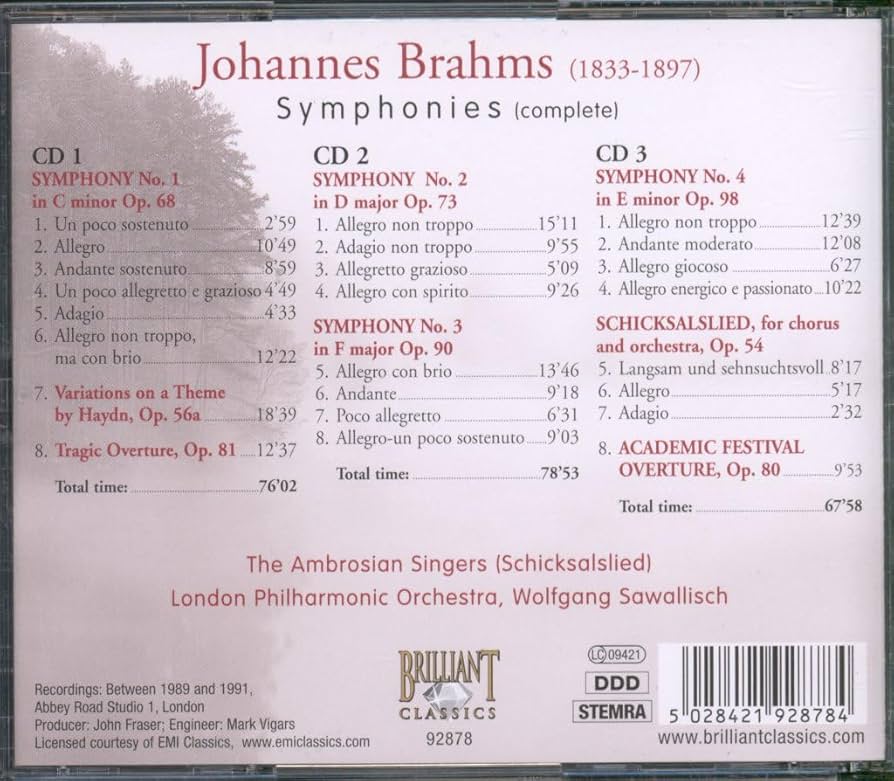 Johannes Brahms (1833-1897)
Symphonies (complete)
CD 1
SYMPHONY No. 1
in C minor Op. 68
1. Un poco sostenuto 2'59
2. Allegro 10'49
3. Andante sostenuto 8'59
4. Un poco allegretto e grazioso 4'49
5. Adagio 4'33
6. Allegro non troppo,
ma con brio 12'22
7. Variations on a Theme
by Haydn, Op. 56a 18'39
8. Tragic Overture, Op. 81 12'37
Total time: 76'02
CD 2
SYMPHONY No. 2
in D major Op. 73
1. Allegro non troppo 15'11
2. Adagio non troppo 9'55
3. Allegretto grazioso 5'09
4. Allegro con spirito 9'26
SYMPHONY No. 3
in F major Op. 90
5. Allegro con brio 13'46
6. Andante 9'18
7. Poco allegretto 6'31
8. Allegro-un poco sostenuto 9'03
Total time: 78'53
CD 3
SYMPHONY No. 4
in E minor Op. 98
1. Allegro non troppo 12'39
2. Andante moderato 12'08
3. Allegro giocoso 6'27
4. Allegro energico e passionato 10'22
SCHICKSALSLIED, for chorus
and orchestra, Op. 54
5. Langsam und sehnsuchtsvoll 8'17
6. Allegro 5'17
7. Adagio 2'32
8. ACADEMIC FESTIVAL
OVERTURE, Op. 80 9'53
Total time: 67'58
The Ambrosian Singers (Schicksalslied)
London Philharmonic Orchestra, Wolfgang Sawallisch
Recordings: Between 1989 and 1991,
Abbey Road Studio 1, London
Producer: John Fraser; Engineer: Mark Vigars
Licensed courtesy of EMI Classics, www.emiclassics.com
BRILLIANT
CLASSICS
92878
LC 09421
DDD
STEMRA
5 028421 928784
www.brilliantclassics.com